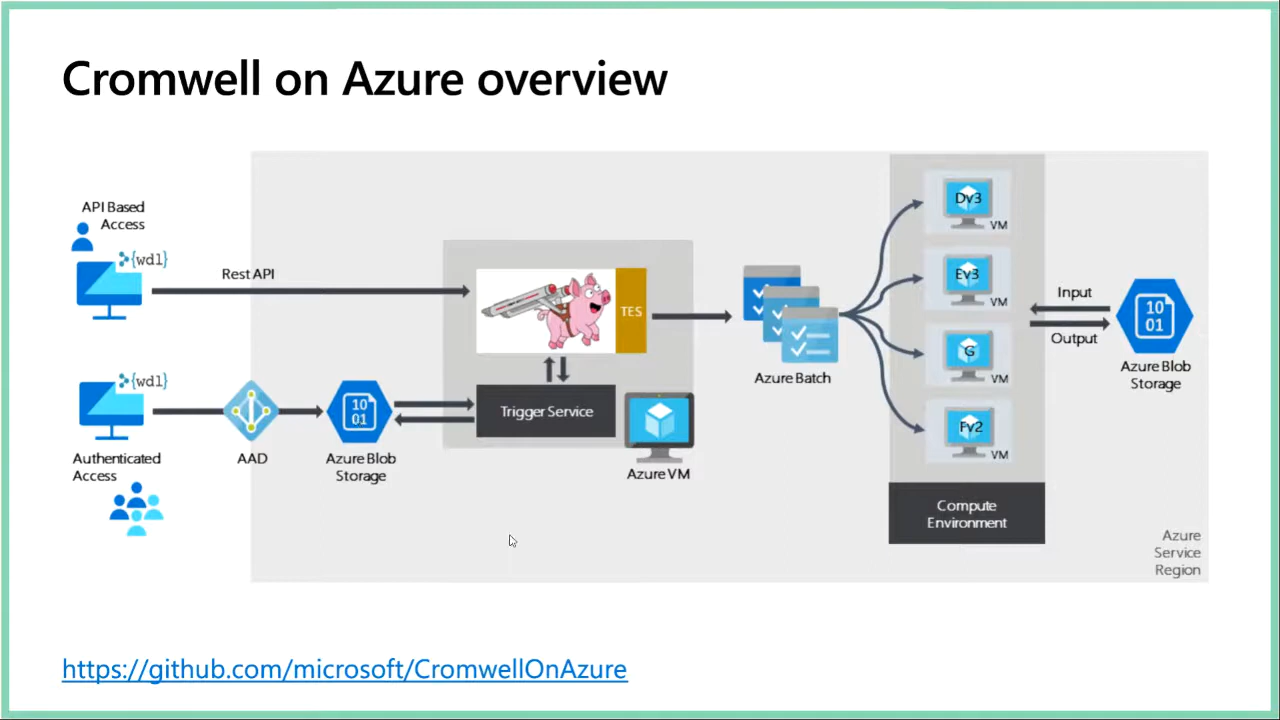 Cromwell on Azure overview
API Based
Access
{wdl}
Rest API
TES
Trigger Service
{wdl}
Authenticated
Access
AAD
10
01
Azure Blob
Storage
Azure VM
Azure Batch
Dv3
VM
Ev3
VM
G
VM
Fv2
VM
Compute
Environment
Input
Output
10
01
Azure Blob
Storage
Azure
Service
Region
https://github.com/microsoft/CromwellOnAzure